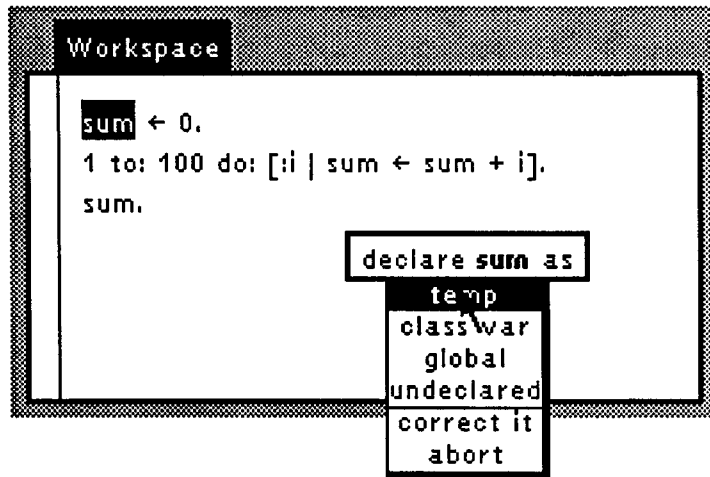 Workspace
sum ← 0.
1 to: 100 do: [:i | sum ← sum + i].
sum.
declare sum as
temp
class var
global
undeclared
correct it
abort